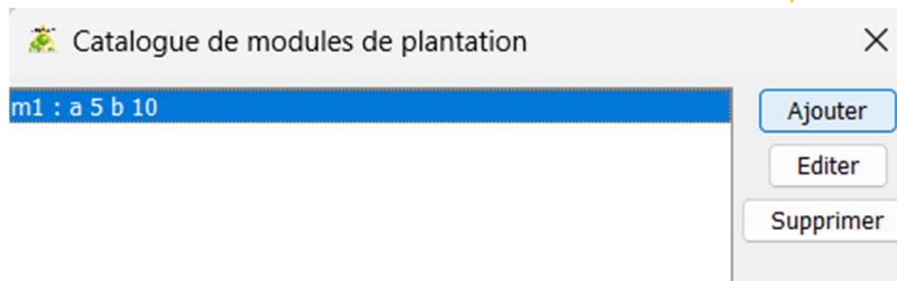 Catalogue de modules de plantation
m1 : a 5 b 10
Ajouter
Editer
Supprimer